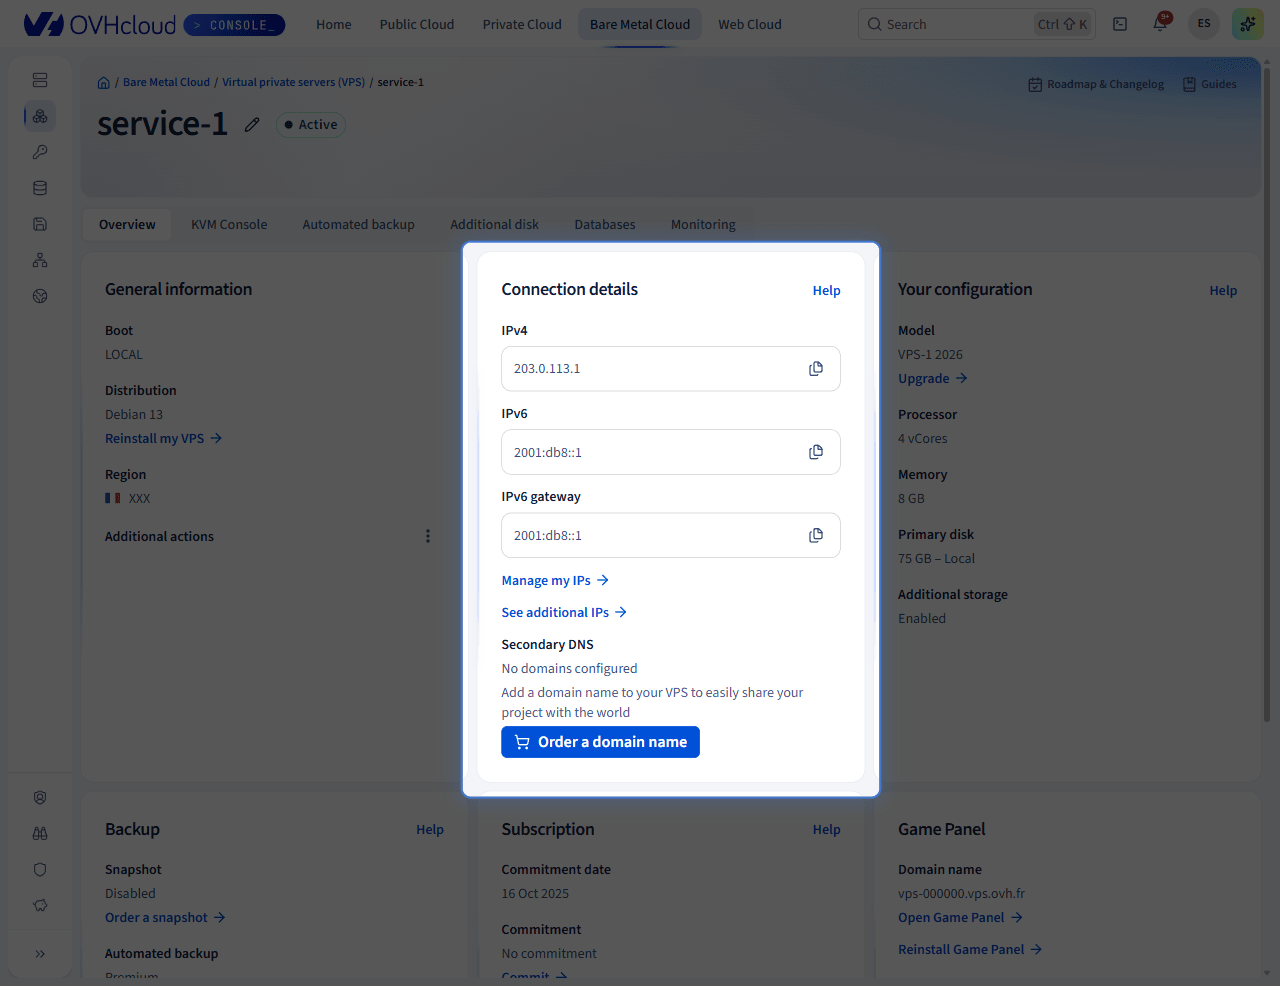 OVHcloud
> CONSOLE_
Home
Public Cloud
Private Cloud
Bare Metal Cloud
Web Cloud
Search
Ctrl K
9+
ES
/ Bare Metal Cloud / Virtual private servers (VPS) / service-1
Roadmap & Changelog
Guides
service-1
Active
Overview
KVM Console
Automated backup
Additional disk
Databases
Monitoring
General information
Boot
LOCAL
Distribution
Debian 13
Reinstall my VPS
Region
XXX
Additional actions
Connection details
Help
IPv4
203.0.113.1
IPv6
2001:db8::1
IPv6 gateway
2001:db8::1
Manage my IPs
See additional IPs
Secondary DNS
No domains configured
Add a domain name to your VPS to easily share your
project with the world
Order a domain name
Your configuration
Help
Model
VPS-1 2026
Upgrade
Processor
4 vCores
Memory
8 GB
Primary disk
75 GB – Local
Additional storage
Enabled
Backup
Help
Snapshot
Disabled
Order a snapshot
Automated backup
Premium
Subscription
Help
Commitment date
16 Oct 2025
Commitment
No commitment
Commit
Game Panel
Domain name
vps-000000.vps.ovh.fr
Open Game Panel
Reinstall Game Panel